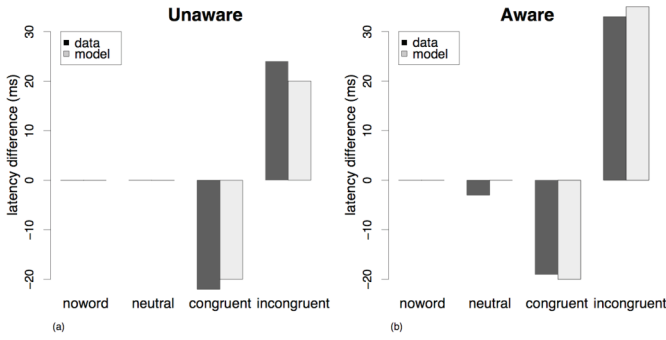 Unaware
data
model
latency difference (ms)
30
20
10
0
−10
−20
noword neutral congruent incongruent
(a)
Aware
data
model
latency difference (ms)
30
20
10
0
−10
−20
noword neutral congruent incongruent
(b)